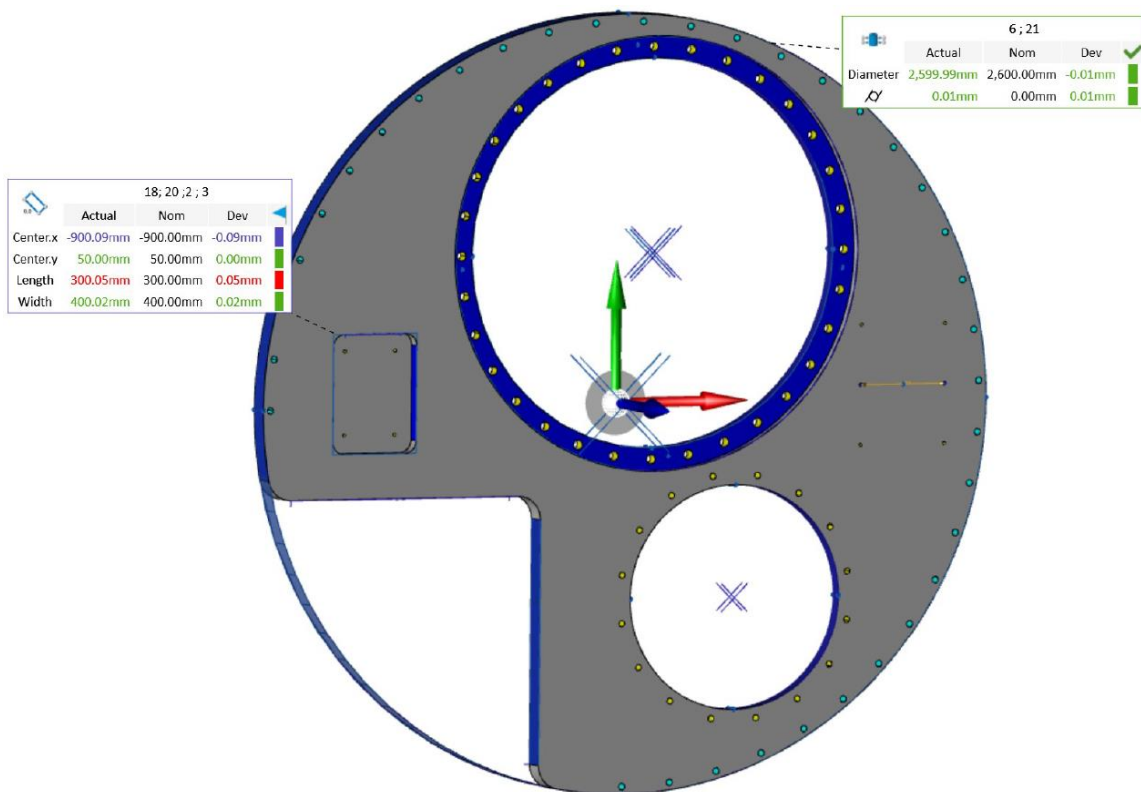 6 ; 21
Actual Nom Dev
Diameter 2,599.99mm 2,600.00mm -0.01mm
0.01mm 0.00mm 0.01mm
18; 20 ;2 ; 3
Actual Nom Dev
Center.x -900.09mm -900.00mm -0.09mm
Center.y 50.00mm 50.00mm 0.00mm
Length 300.05mm 300.00mm 0.05mm
Width 400.02mm 400.00mm 0.02mm